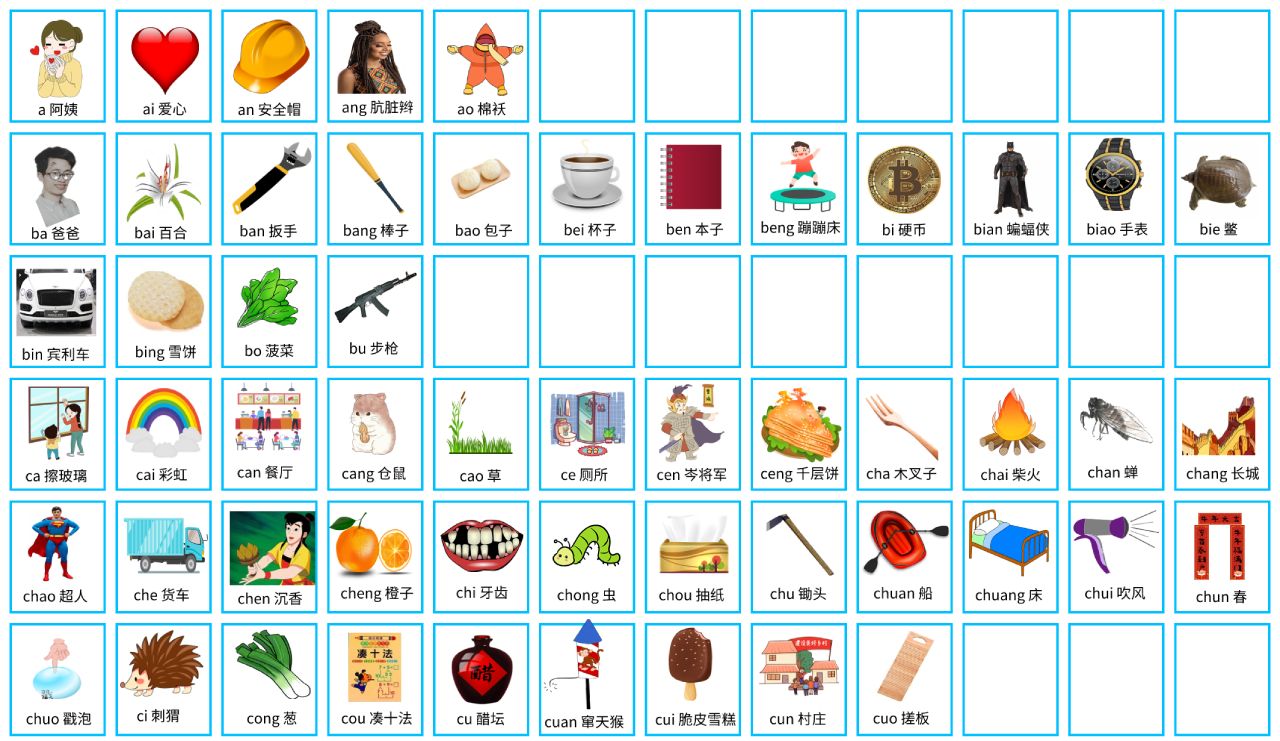 a 阿姨
ai 爱心
an 安全帽
ang 肮脏辫
ao 棉袄
ba 爸爸
bai 百合
ban 扳手
bang 棒子
bao 包子
bei 杯子
ben 本子
beng 蹦蹦床
bi 硬币
bian 蝙蝠侠
biao 手表
bie 鳖
bin 宾利车
bing 雪饼
bo 菠菜
bu 步枪
ca 擦玻璃
cai 彩虹
can 餐厅
cang 仓鼠
cao 草
ce 厕所
cen 岑将军
ceng 千层饼
cha 木叉子
chai 柴火
chan 蝉
chang 长城
chao 超人
che 货车
chen 沉香
cheng 橙子
chi 牙齿
chong 虫
chou 抽纸
chu 锄头
chuan 船
chuang 床
chui 吹风
chun 春
chuo 戳泡
ci 刺猬
cong 葱
凑十法
cou 凑十法
醋
cu 醋坛
cuan 窜天猴
cui 脆皮雪糕
cun 村庄
cuo 搓板